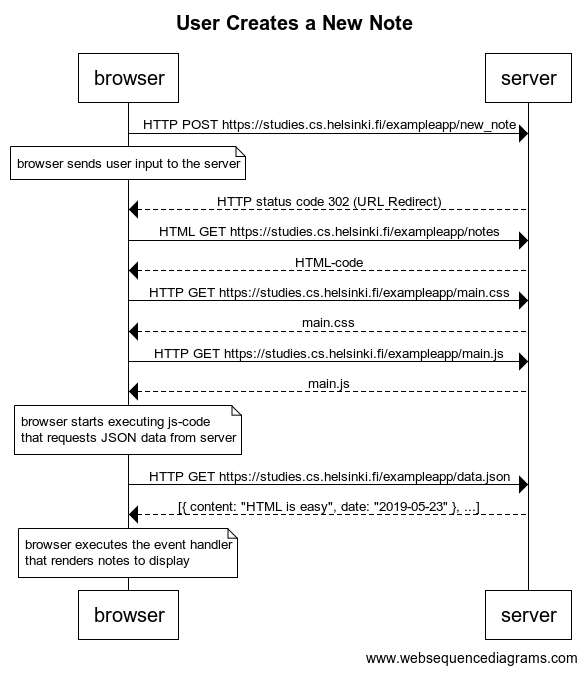 User Creates a New Note
browser
server
HTTP POST https://studies.cs.helsinki.fi/exampleapp/new_note
browser sends user input to the server
HTTP status code 302 (URL Redirect)
HTML GET https://studies.cs.helsinki.fi/exampleapp/notes
HTML-code
HTTP GET https://studies.cs.helsinki.fi/exampleapp/main.css
main.css
HTTP GET https://studies.cs.helsinki.fi/exampleapp/main.js
main.js
browser starts executing js-code
that requests JSON data from server
HTTP GET https://studies.cs.helsinki.fi/exampleapp/data.json
[{ content: "HTML is easy", date: "2019-05-23" }, ...]
browser executes the event handler
that renders notes to display
browser
server
www.websequencediagrams.com